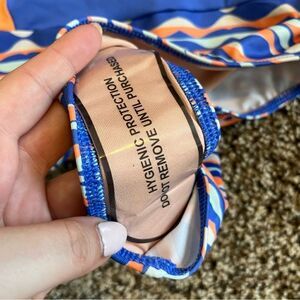 HYGIENIC PROTECTION
DO NOT REMOVE UNTIL PURCHASED